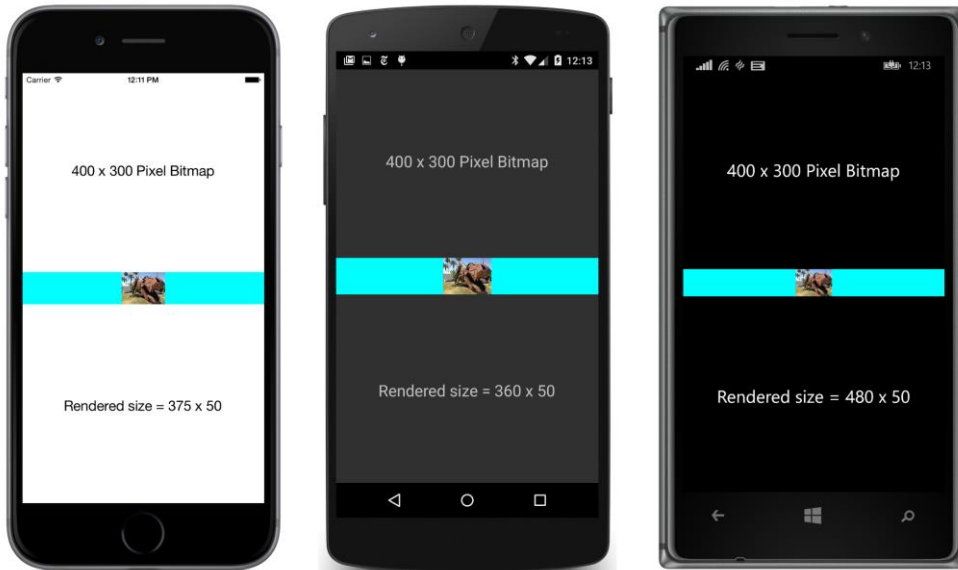 Carrier
12:11 PM
400 x 300 Pixel Bitmap
Rendered size = 375 x 50
12:13
400 x 300 Pixel Bitmap
Rendered size = 360 x 50
12:13
400 x 300 Pixel Bitmap
Rendered size = 480 x 50